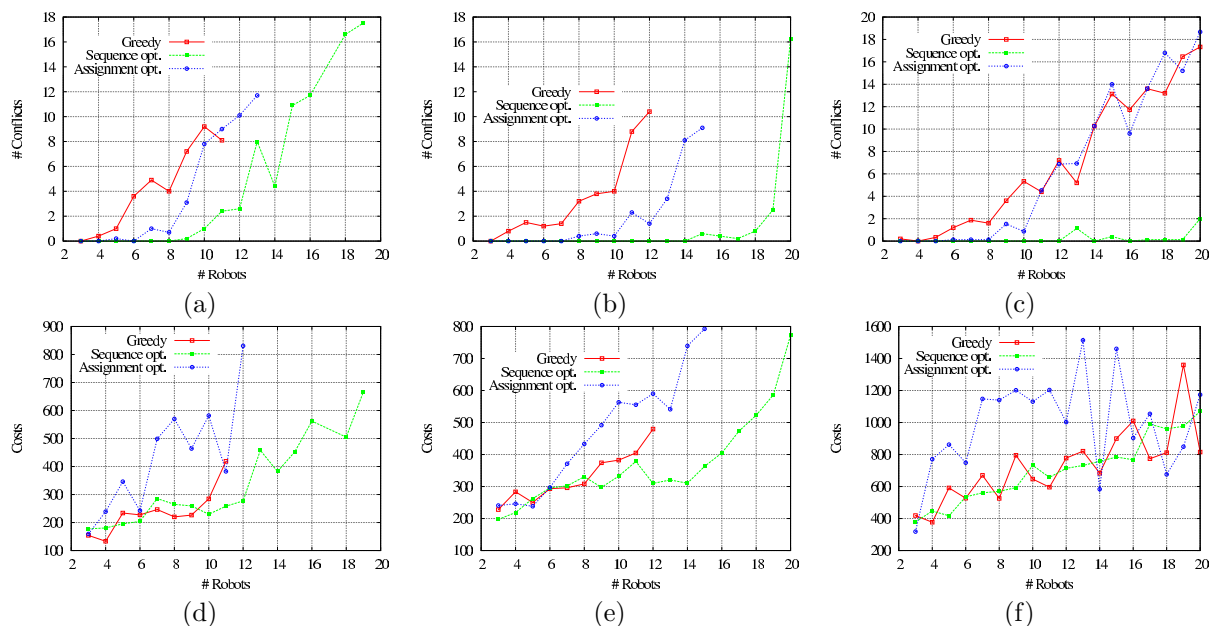 18
16
14
12
10
8
6
4
2
0
# Conflicts
Greedy
Sequence opt.
Assignment opt.
2 4 6 8 10 12 14 16 18 20
# Robots
(a)
18
16
14
12
10
8
6
4
2
0
# Conflicts
Greedy
Sequence opt.
Assignment opt.
2 4 6 8 10 12 14 16 18 20
# Robots
(b)
20
18
16
14
12
10
8
6
4
2
0
# Conflicts
Greedy
Sequence opt.
Assignment opt.
2 4 6 8 10 12 14 16 18 20
# Robots
(c)
900
800
700
600
500
400
300
200
100
Costs
Greedy
Sequence opt.
Assignment opt.
2 4 6 8 10 12 14 16 18 20
# Robots
(d)
800
700
600
500
400
300
200
100
Costs
Greedy
Sequence opt.
Assignment opt.
2 4 6 8 10 12 14 16 18 20
# Robots
(e)
1600
1400
1200
1000
800
600
400
200
Costs
Greedy
Sequence opt.
Assignment opt.
2 4 6 8 10 12 14 16 18 20
# Robots
(f)